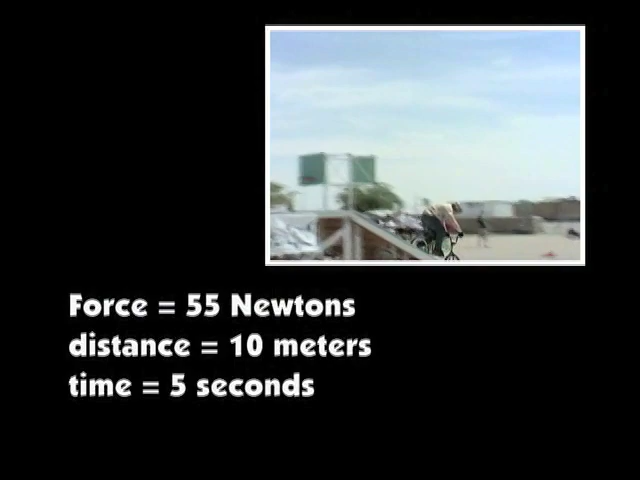 Force = 55 Newtons
distance = 10 meters
time = 5 seconds